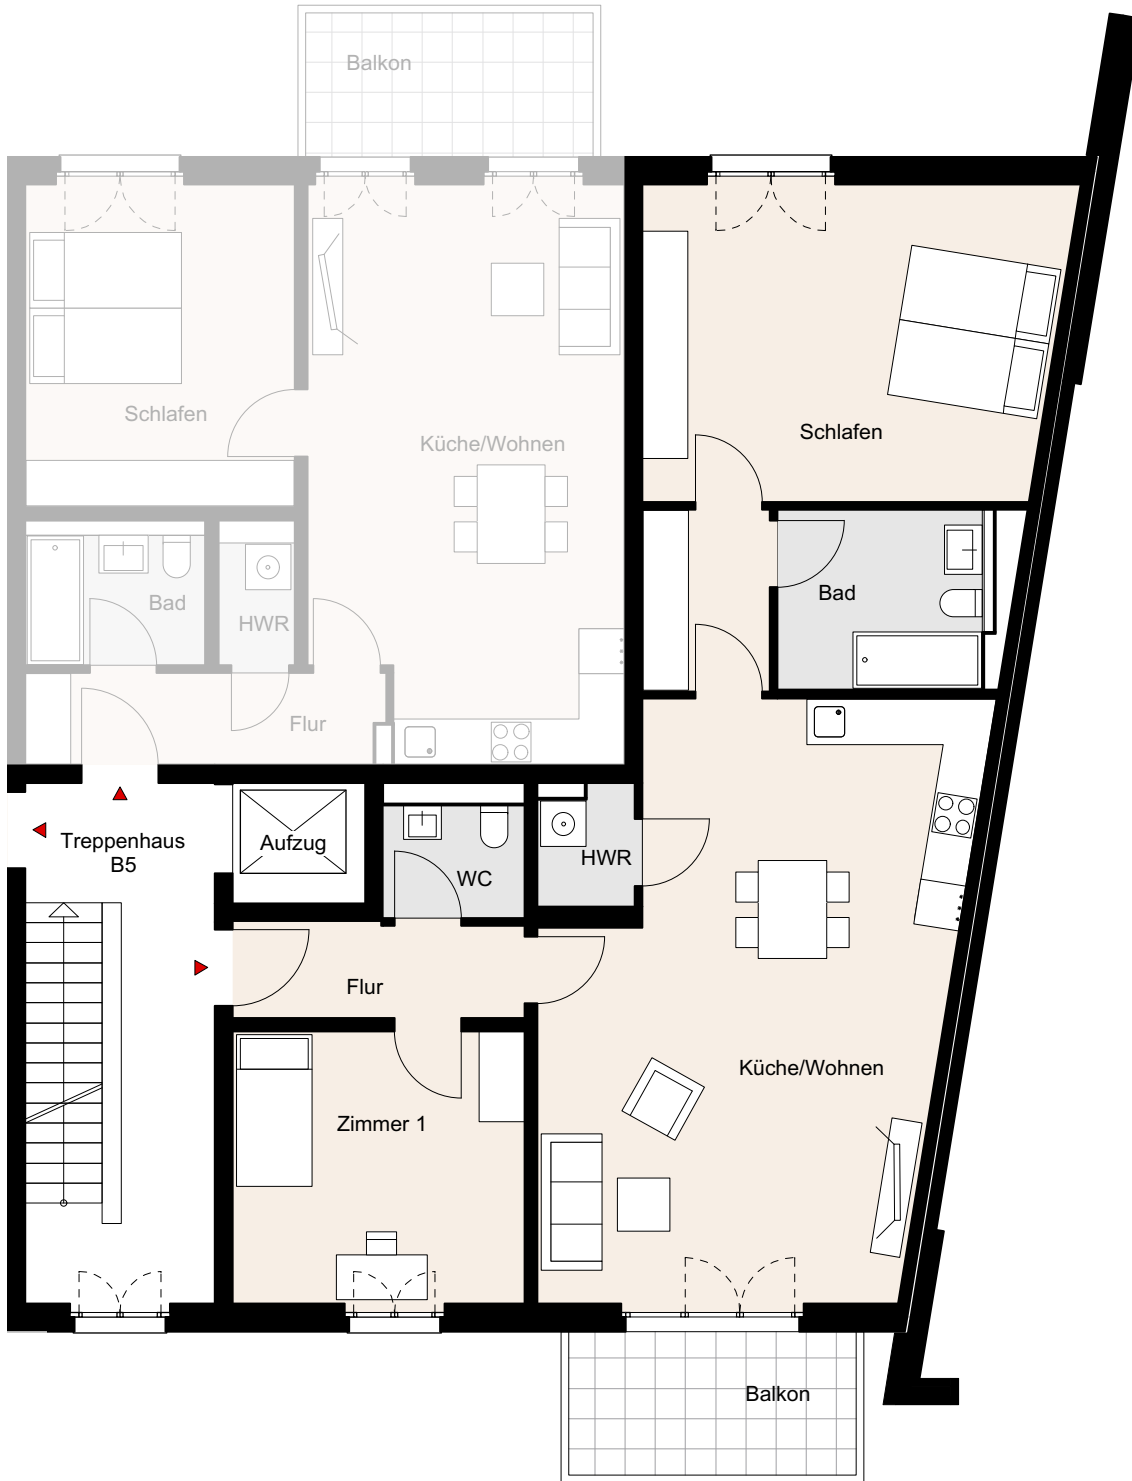 Balkon
Schlafen
Küche/Wohnen
Schlafen
Bad
HWR
Bad
Flur
Treppenhaus
B5
Aufzug
WC
HWR
Flur
Küche/Wohnen
Zimmer 1
Balkon